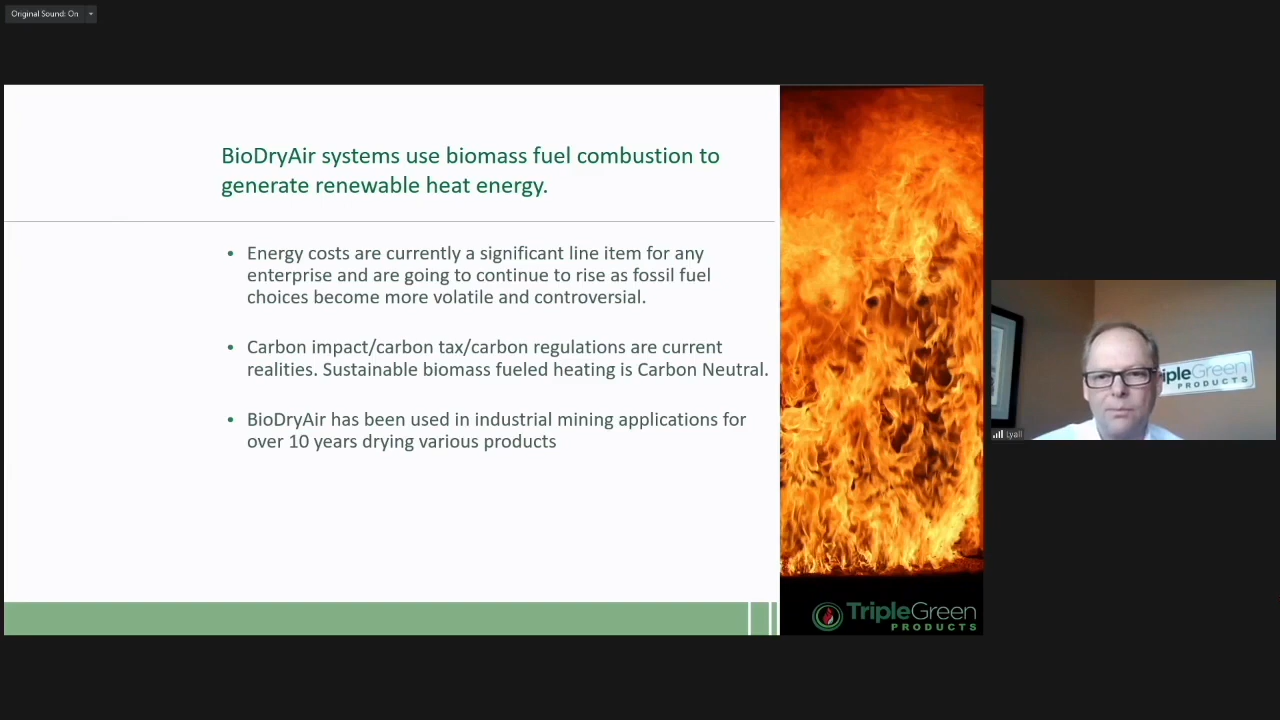 Original Sound: On
BioDryAir systems use biomass fuel combustion to
generate renewable heat energy.
• Energy costs are currently a significant line item for any
enterprise and are going to continue to rise as fossil fuel
choices become more volatile and controversial.
• Carbon impact/carbon tax/carbon regulations are current
realities. Sustainable biomass fueled heating is Carbon Neutral.
• BioDryAir has been used in industrial mining applications for
over 10 years drying various products
TripleGreen
PRODUCTS
ipleGreen
PRODUCTS
Lyall